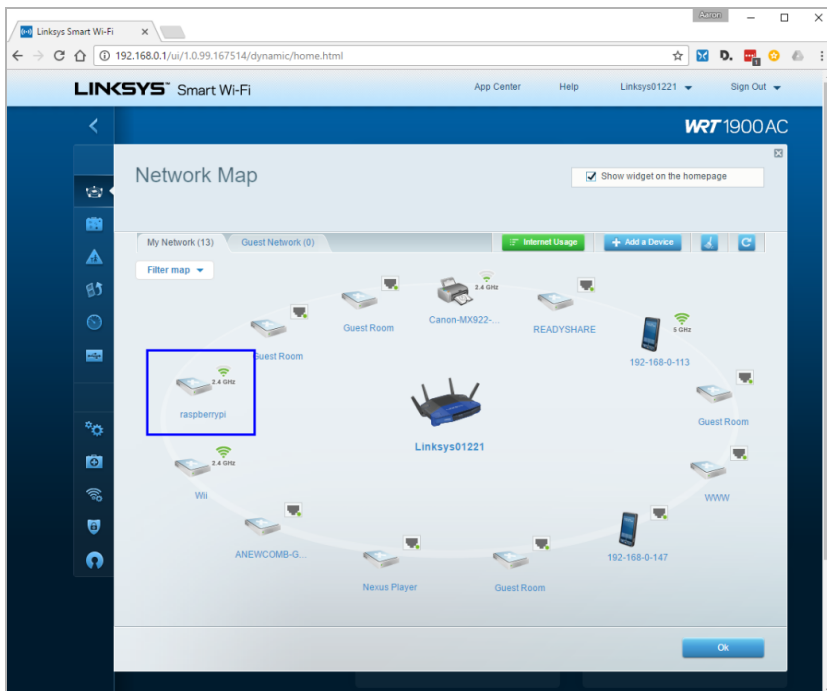 Aaron
Linksys Smart Wi-Fi
192.168.0.1/ui/1.0.99.167514/dynamic/home.html
LINKSYS™ Smart Wi-Fi
App Center Help Linksys01221 Sign Out
WRT 1900AC
Network Map
Show widget on the homepage
My Network (13) Guest Network (0) Internet Usage + Add a Device
Filter map
2.4 GHz
Guest Room
Canon-MX922-...
READYSHARE
5 GHz
Guest Room
192-168-0-113
2.4 GHz
raspberrypi
Guest Room
Linksys01221
2.4 GHz
Wii
WWW
ANEWCOMB-G...
192-168-0-147
Nexus Player
Guest Room
Ok